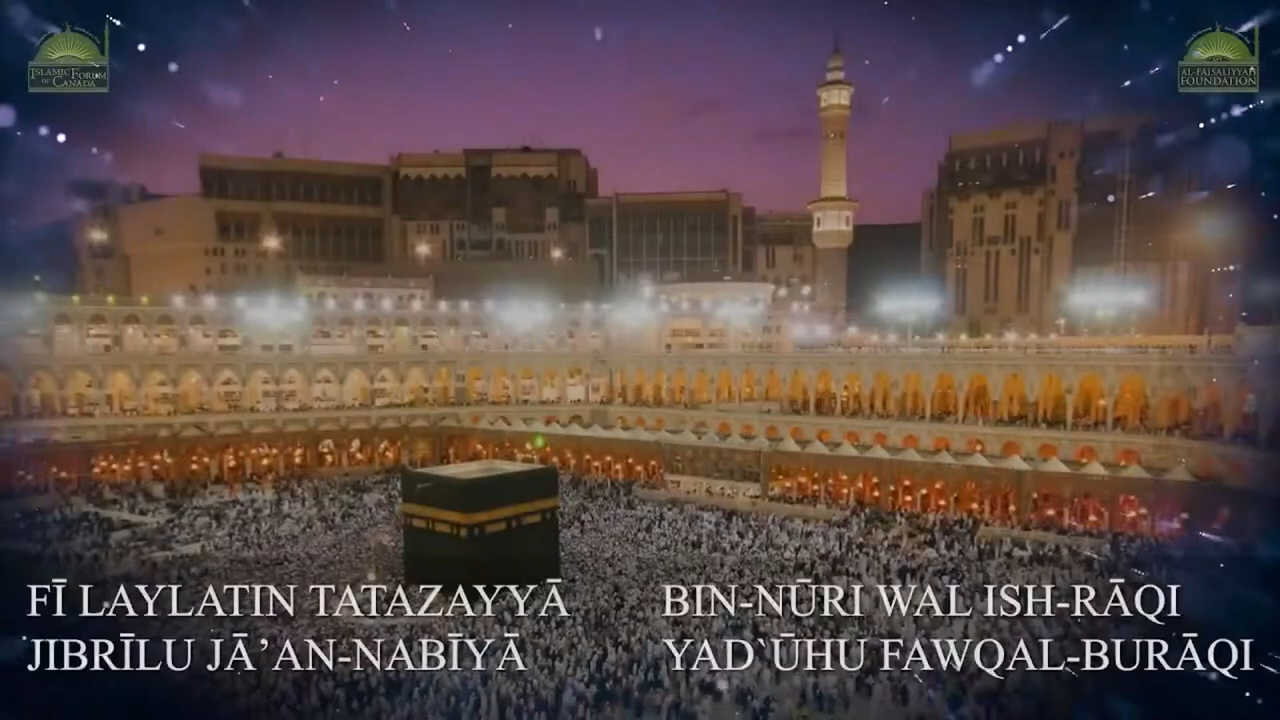 ISLAMIC FORUM
OF CANADA
AL-FAISALIYYAH
FOUNDATION
FĪ LAYLATIN TATAZAYYĀ BIN-NŪRI WAL ISH-RĀQI
JIBRĪLU JĀ’AN-NABĪYĀ YAD`ŪHU FAWQAL-BURĀQI